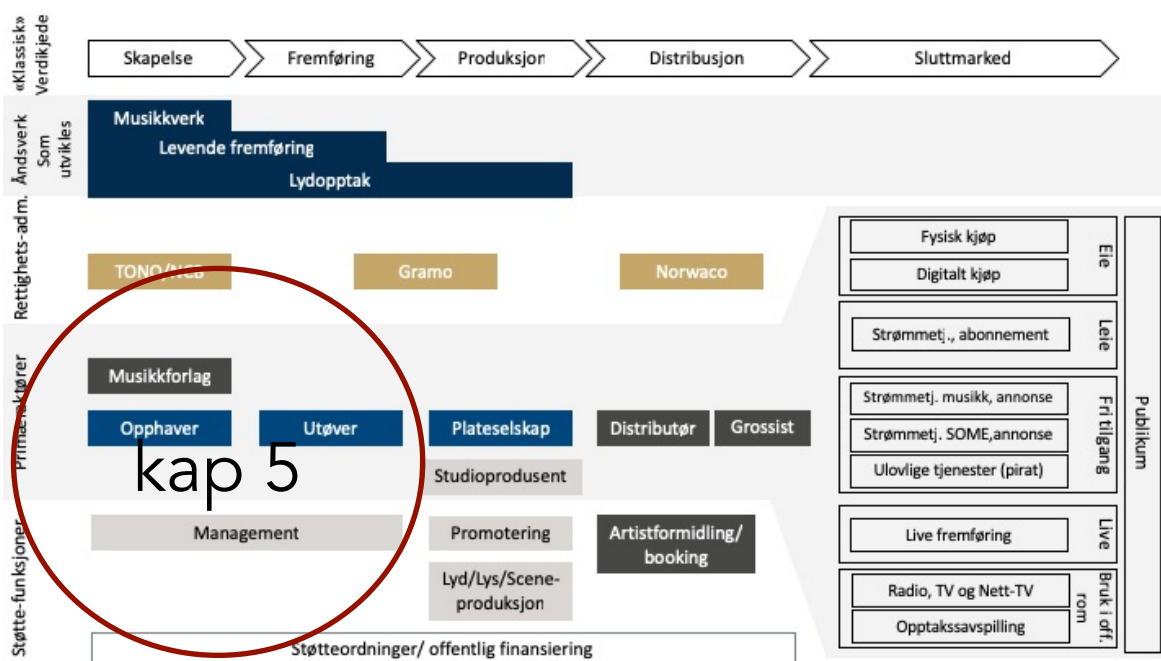 «Klassisk»
Verdikjede
Skapelse
Fremføring
Produksjon
Distribusjon
Sluttmarked
Åndsverk
Som
utvikles
Musikkverk
Levende fremføring
Lydopptak
Rettighets-adm.
TONO/NCB
Gramo
Norwaco
Primæraktører
Musikkforlag
Opphaver
Utøver
Plateselskap
Distributør
Grossist
Studioprodusent
kap 5
Støtte-funksjoner
Management
Promotering
Artistformidling/
booking
Lyd/Lys/Scene-
produksjon
Støtteordninger/ offentlig finansiering
Fysisk kjøp
Digitalt kjøp
Eie
Strømmetj., abonnement
Leie
Strømmetj. musikk, annonse
Strømmetj. SOME,annonse
Ulovlige tjenester (pirat)
Fri tilgang
Live fremføring
Live
Radio, TV og Nett-TV
Opptaksavspilling
Bruk i off.
rom
Publikum